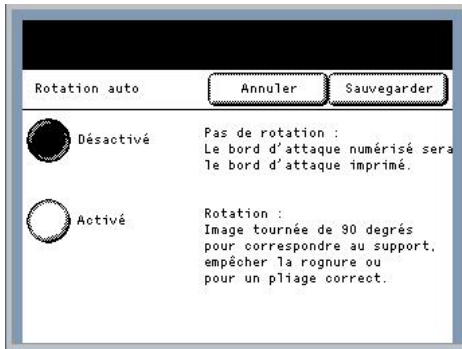 Rotation auto
Annuler
Sauvegarder
Désactivé
Pas de rotation :
Le bord d'attaque numérisé sera
le bord d'attaque imprimé.
Activé
Rotation :
Image tournée de 90 degrés
pour correspondre au support,
empêcher la rognure ou
pour un pliage correct.